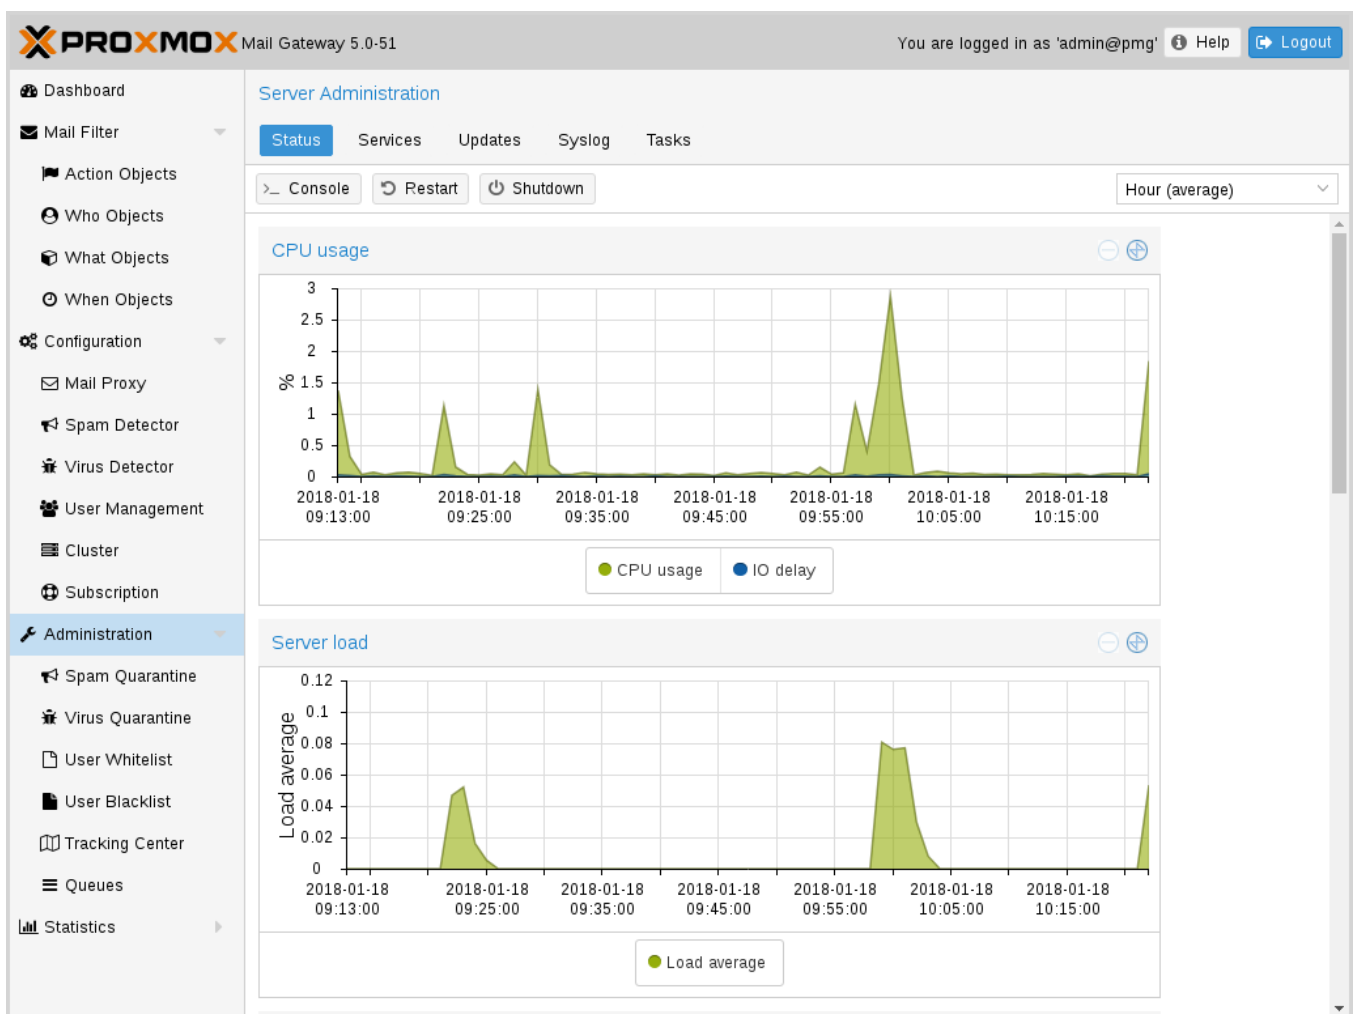 PROXMOX Mail Gateway 5.0-51 You are logged in as 'admin@pmg' Help Logout
Dashboard
Mail Filter
Action Objects
Who Objects
What Objects
When Objects
Configuration
Mail Proxy
Spam Detector
Virus Detector
User Management
Cluster
Subscription
Administration
Spam Quarantine
Virus Quarantine
User Whitelist
User Blacklist
Tracking Center
Queues
Statistics
Server Administration
Status Services Updates Syslog Tasks
Console Restart Shutdown Hour (average)
CPU usage
3
2.5
2
1.5
1
0.5
0
%
2018-01-18 2018-01-18 2018-01-18 2018-01-18 2018-01-18 2018-01-18 2018-01-18
09:13:00 09:25:00 09:35:00 09:45:00 09:55:00 10:05:00 10:15:00
CPU usage IO delay
Server load
0.12
0.1
0.08
0.06
0.04
0.02
0
Load average
2018-01-18 2018-01-18 2018-01-18 2018-01-18 2018-01-18 2018-01-18 2018-01-18
09:13:00 09:25:00 09:35:00 09:45:00 09:55:00 10:05:00 10:15:00
Load average